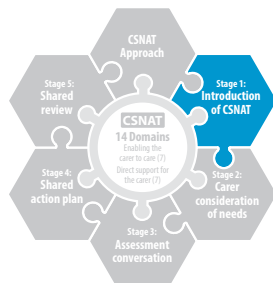 CSNAT
Approach
Stage 1:
Introduction
of CSNAT
Stage 2:
Carer
consideration
of needs
Stage 3:
Assessment
conversation
Stage 4:
Shared
action plan
Stage 5:
Shared
review
CSNAT
14 Domains
Enabling the
carer to care (7)
Direct support for
the carer (7)